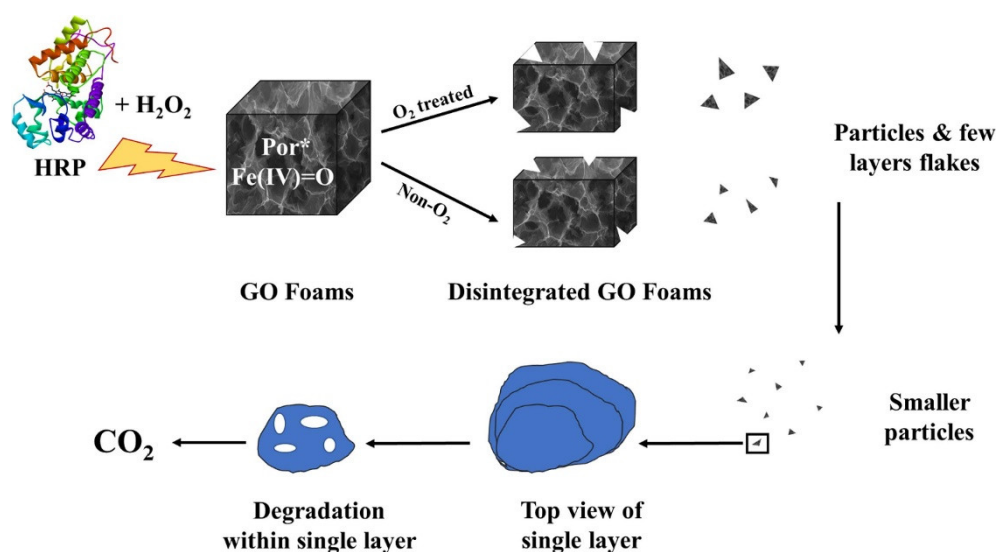 + H₂O₂
HRP
Por*
Fe(IV)=O
O₂ treated
Non-O₂
GO Foams
Disintegrated GO Foams
Particles & few
layers flakes
Smaller
particles
CO₂
Degradation
within single layer
Top view of
single layer